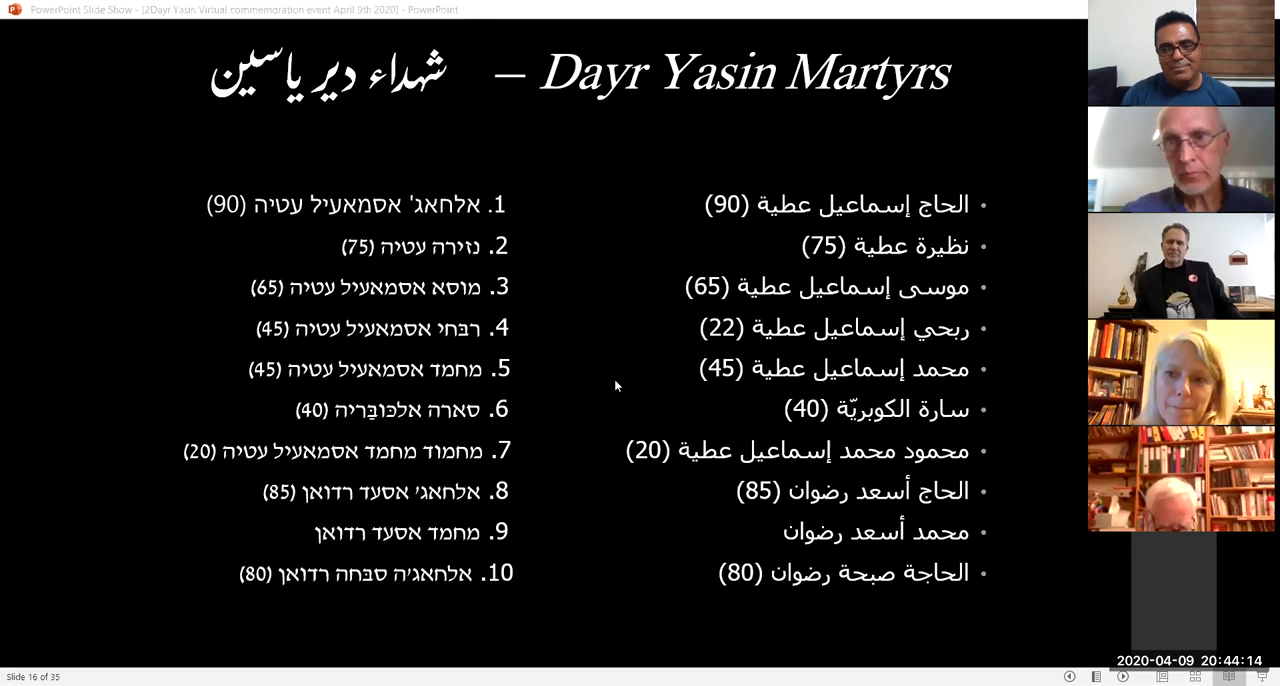 PowerPoint Slide Show - [2Dayr Yasin Virtual commemoration event April 9th 2020] - PowerPoint
شهداء دير ياسين – Dayr Yasin Martyrs
• الحاج إسماعيل عطية (90)
• نظيرة عطية (75)
• موسى إسماعيل عطية (65)
• ربحي إسماعيل عطية (22)
• محمد إسماعيل عطية (45)
• سارة الكوبريّة (40)
• محمود محمد إسماعيل عطية (20)
• الحاج أسعد رضوان (85)
• محمد أسعد رضوان
• الحاجة صبحة رضوان (80)
1. אלחאג' אסמאעיל עטיה (90)
2. נזירה עטיה (75)
3. מוסא אסמאעיל עטיה (65)
4. רבּחי אסמאעיל עטיה (45)
5. מחמד אסמאעיל עטיה (45)
6. סארה אלכּוּבַּריה (40)
7. מחמוד מחמד אסמאעיל עטיה (20)
8. אלחאג' אסעד רדואן (85)
9. מחמד אסעד רדואן
10. אלחאג'ה סבּחה רדואן (80)
2020-04-09 20:44:14
Slide 16 of 35